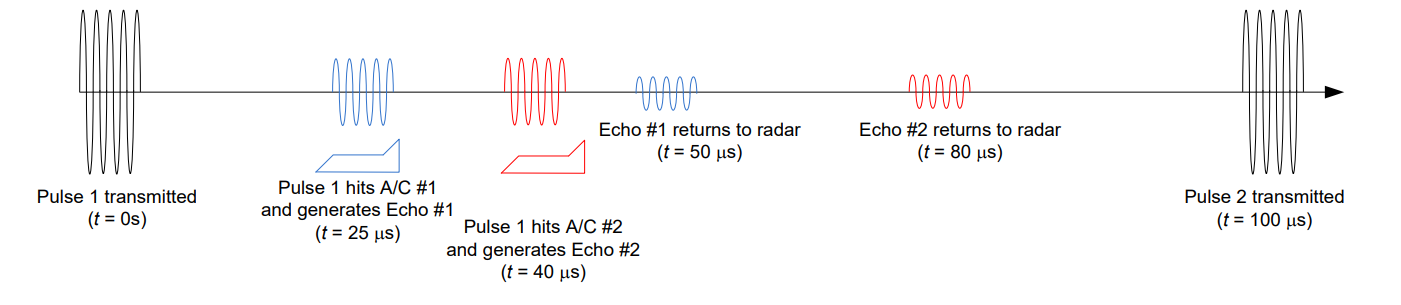 Pulse 1 transmitted
(t = 0s)
Pulse 1 hits A/C #1
and generates Echo #1
(t = 25 μs)
Pulse 1 hits A/C #2
and generates Echo #2
(t = 40 μs)
Echo #1 returns to radar
(t = 50 μs)
Echo #2 returns to radar
(t = 80 μs)
Pulse 2 transmitted
(t = 100 μs)